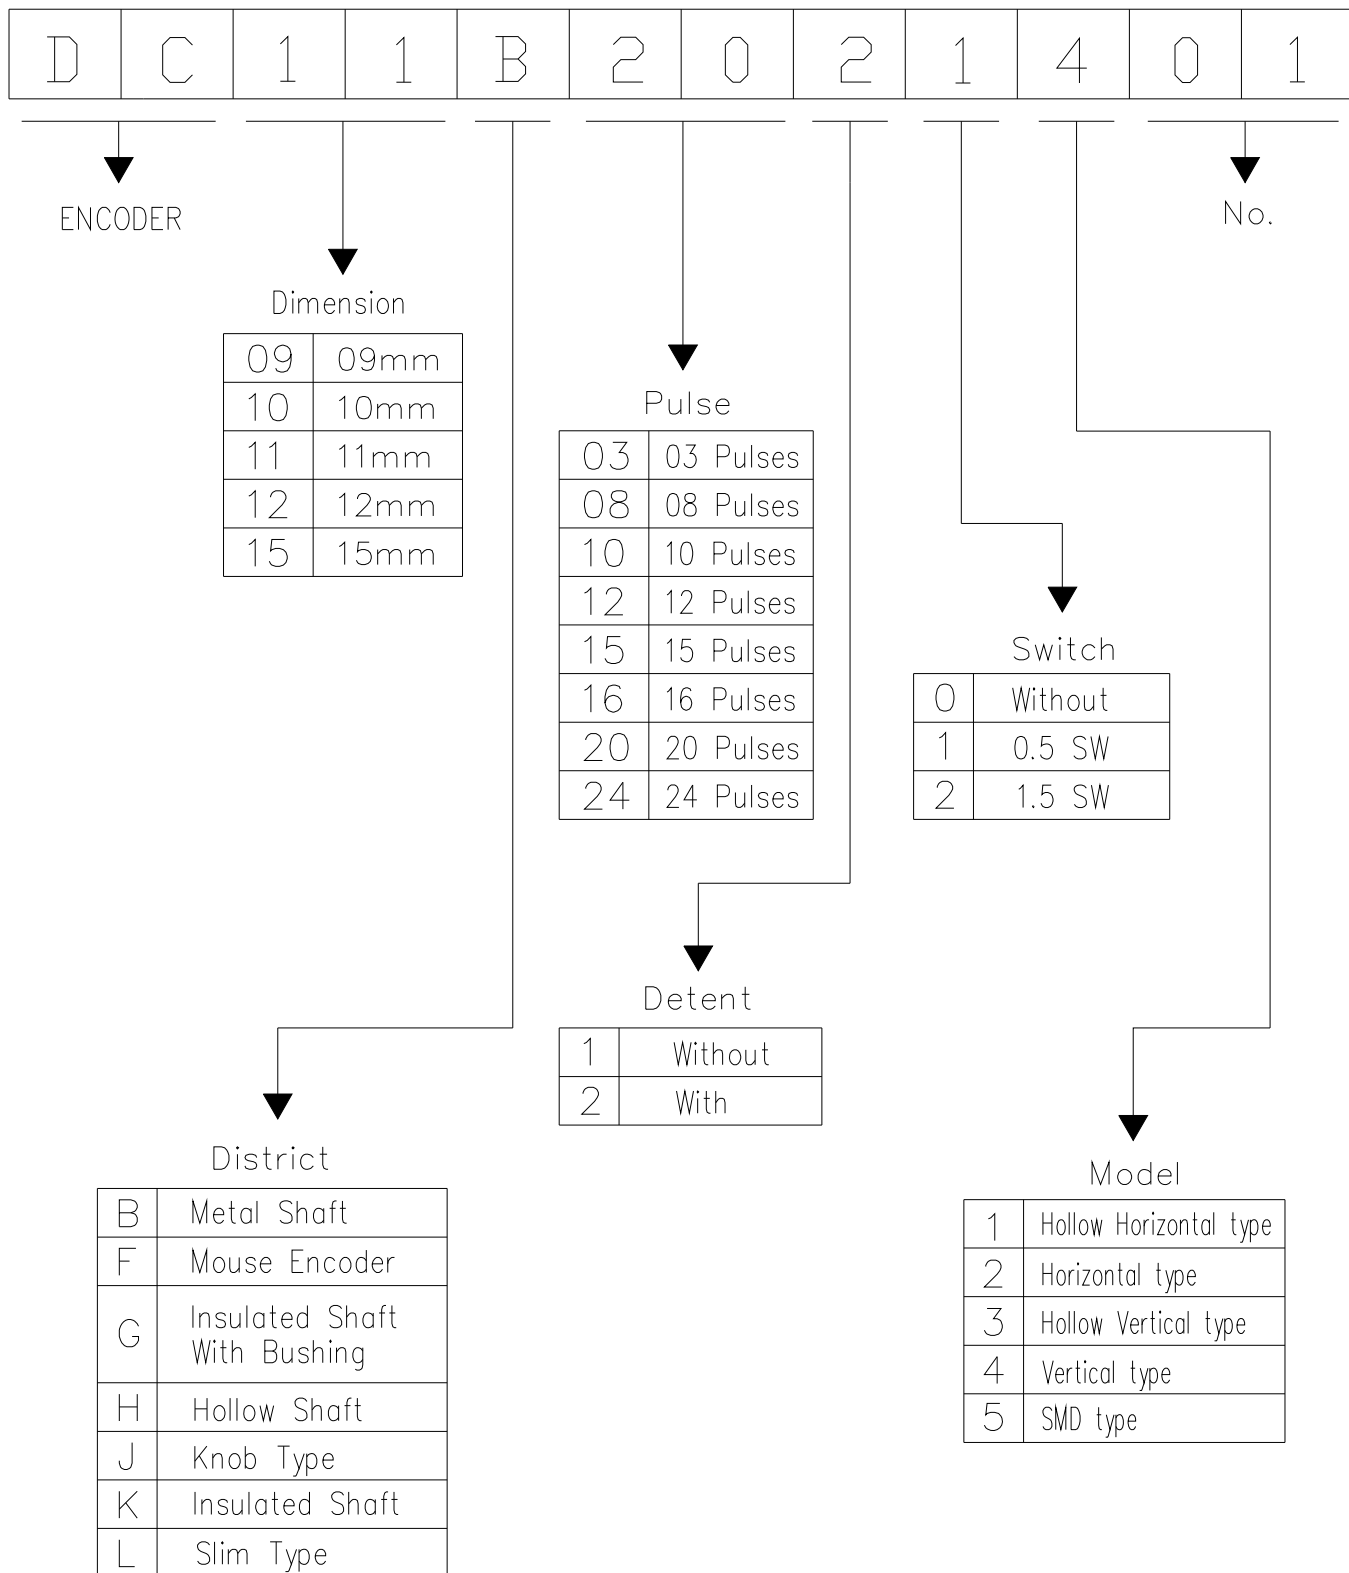 D C 1 1 B 2 0 2 1 4 0 1
ENCODER
No.
Dimension
09 09mm
10 10mm
11 11mm
12 12mm
15 15mm
Pulse
03 03 Pulses
08 08 Pulses
10 10 Pulses
12 12 Pulses
15 15 Pulses
16 16 Pulses
20 20 Pulses
24 24 Pulses
Switch
0 Without
1 0.5 SW
2 1.5 SW
Detent
1 Without
2 With
District
B Metal Shaft
F Mouse Encoder
G Insulated Shaft
With Bushing
H Hollow Shaft
J Knob Type
K Insulated Shaft
L Slim Type
Model
1 Hollow Horizontal type
2 Horizontal type
3 Hollow Vertical type
4 Vertical type
5 SMD type